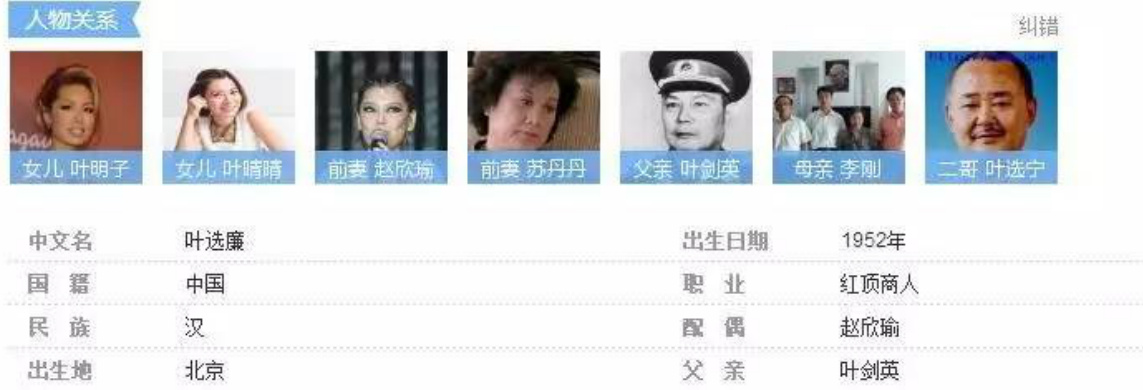 人物关系
纠错
女儿 叶明子
女儿 叶晴晴
前妻 赵欣瑜
前妻 苏丹丹
父亲 叶剑英
母亲 李刚
二哥 叶选宁
中文名 叶选廉 出生日期 1952年
国 籍 中国 职 业 红顶商人
民 族 汉 配 偶 赵欣瑜
出生地 北京 父 亲 叶剑英